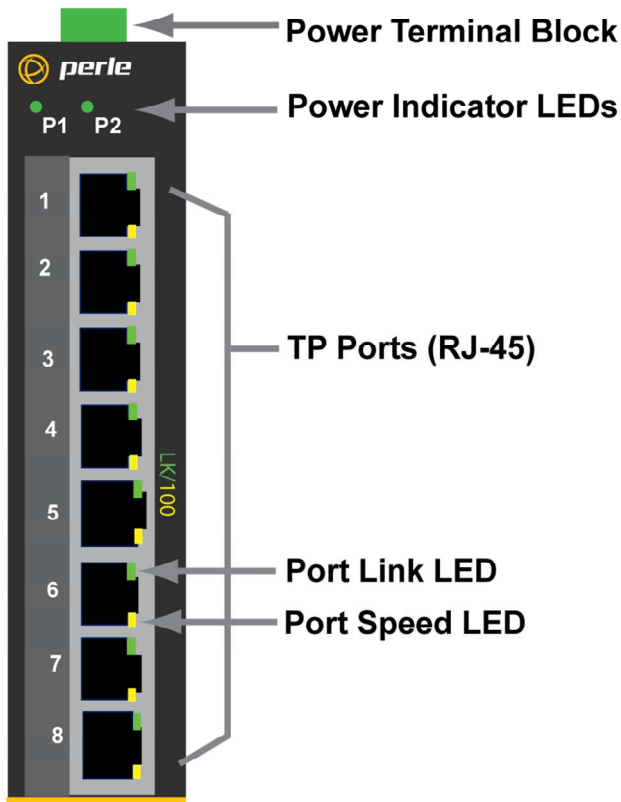 Power Terminal Block
perle
Power Indicator LEDs
P1 P2
1
2
3
TP Ports (RJ-45)
4
LK/100
5
Port Link LED
6
Port Speed LED
7
8